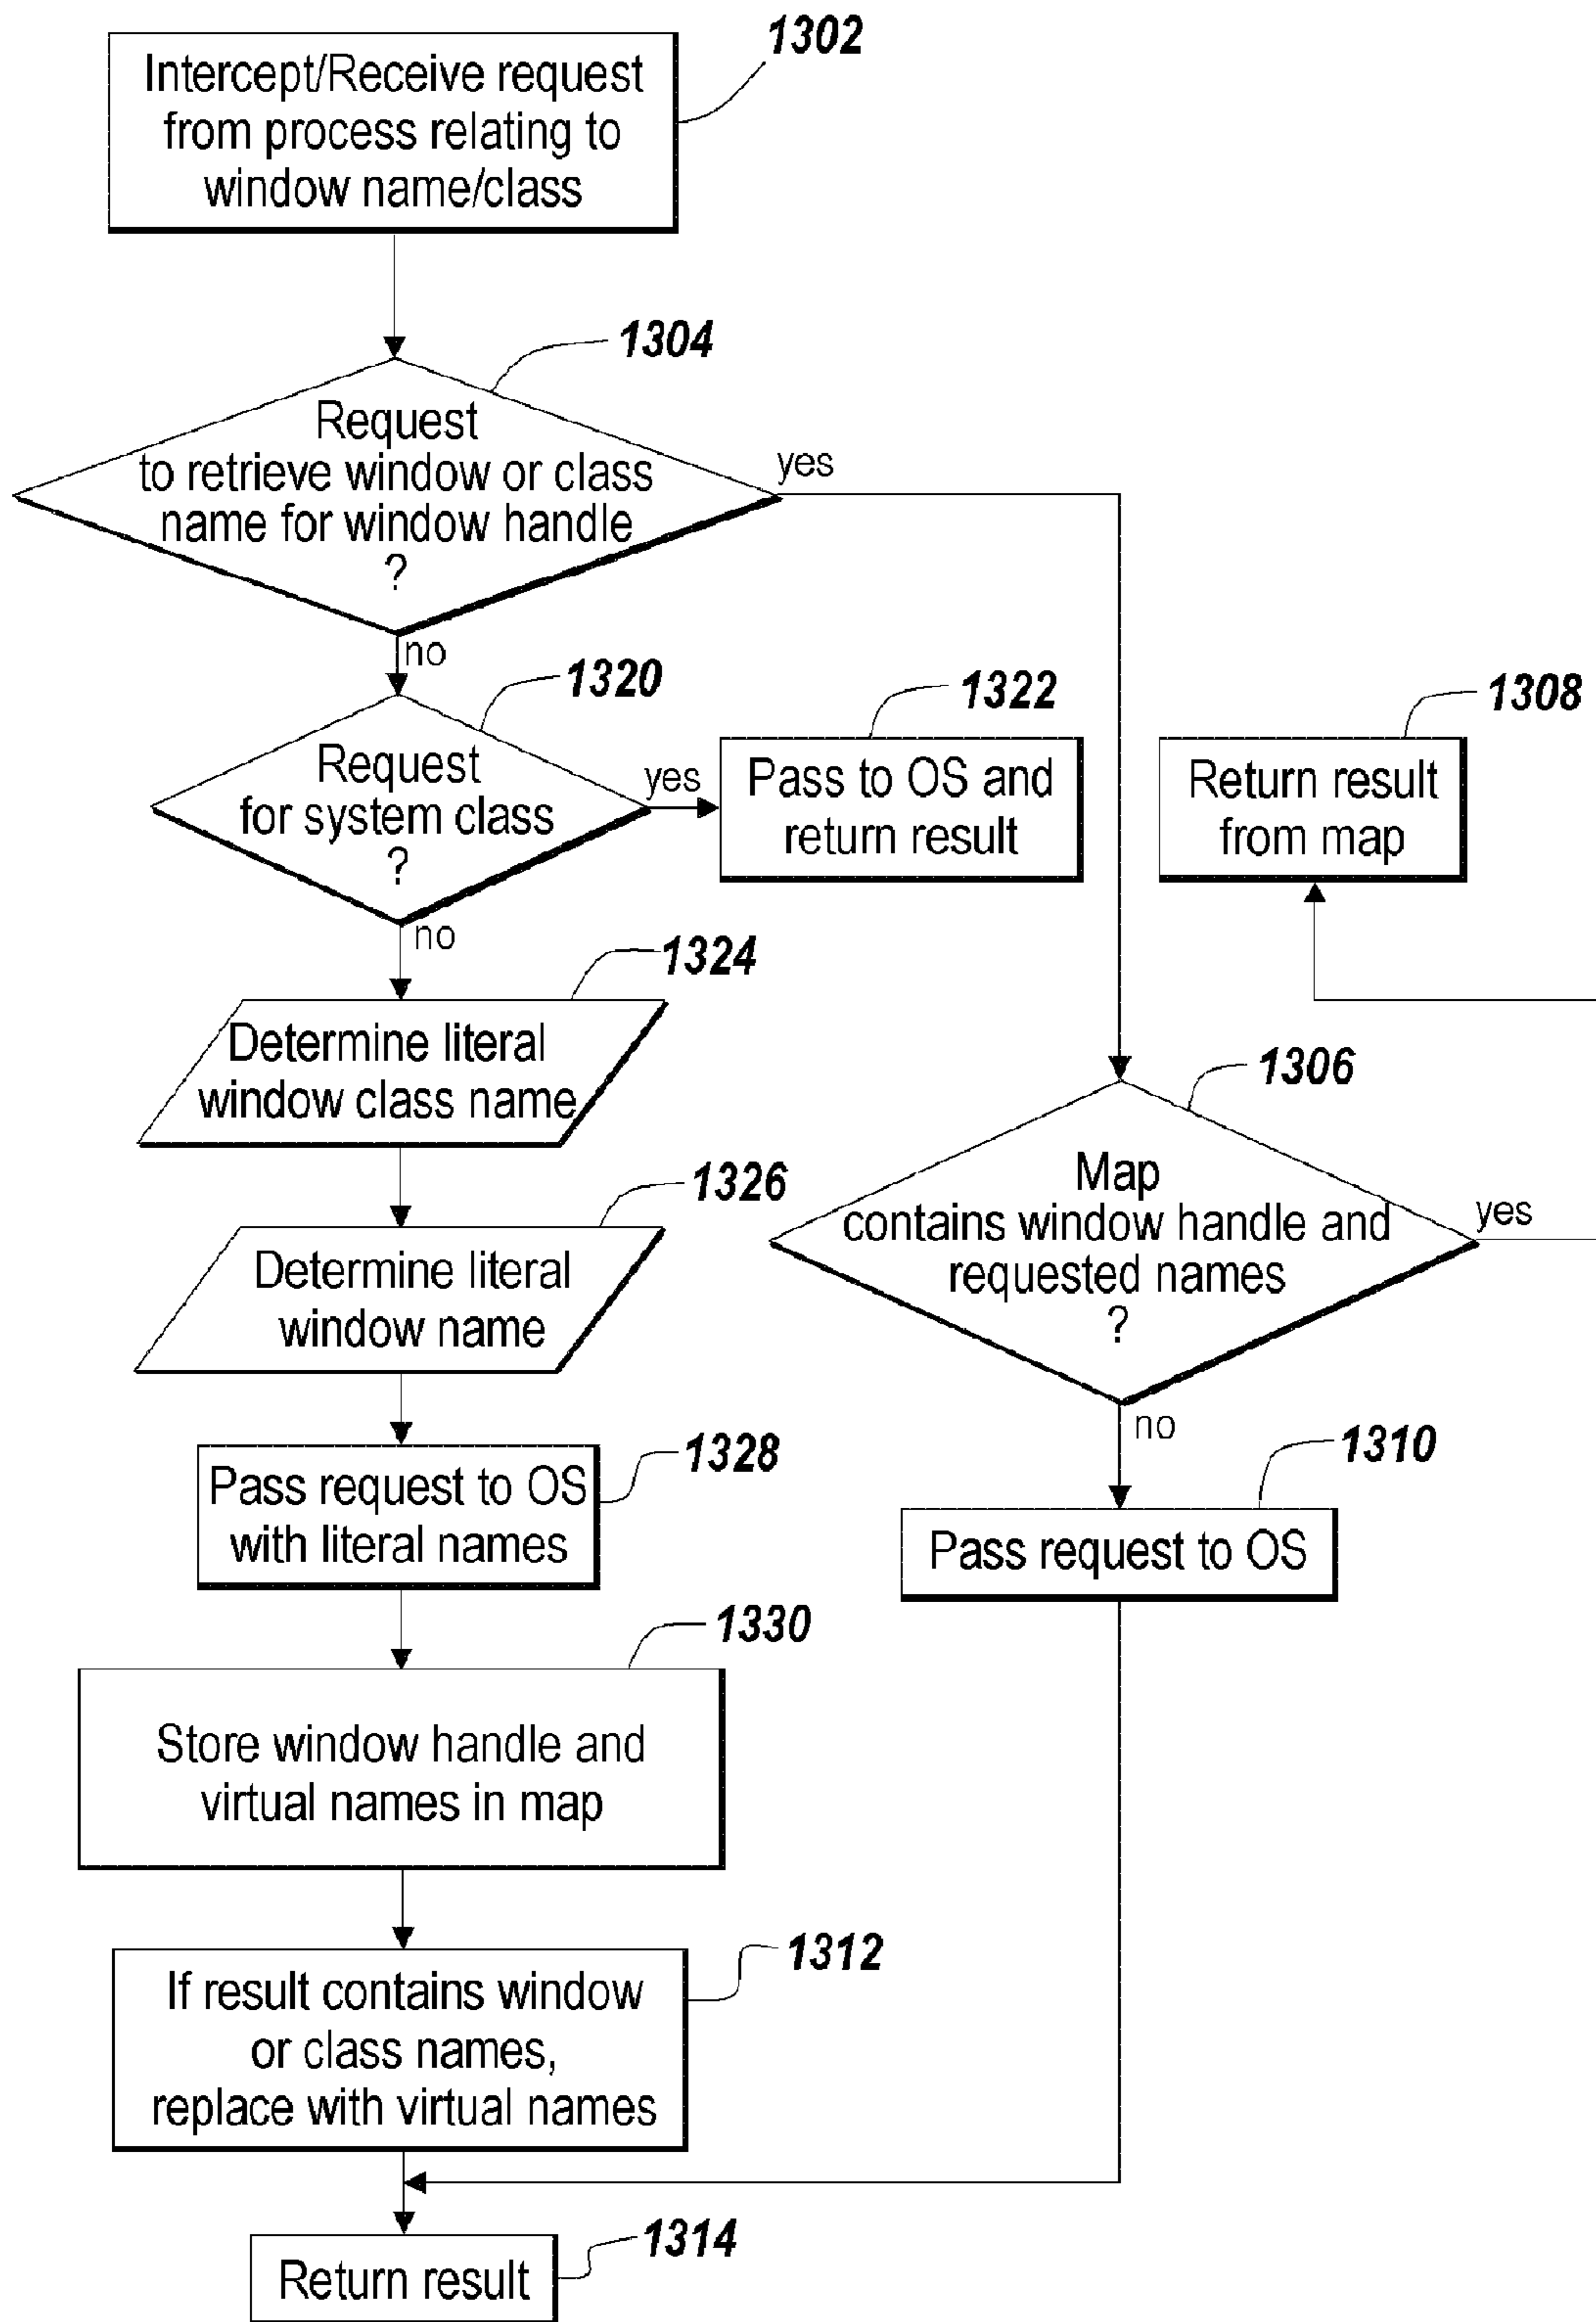 1302
Intercept/Receive request
from process relating to
window name/class
1304
Request
to retrieve window or class
name for window handle
?
yes
no
1320
Request
for system class
?
yes
no
1322
Pass to OS and
return result
1308
Return result
from map
1324
Determine literal
window class name
1306
Map
contains window handle and
requested names
?
yes
no
1326
Determine literal
window name
1328
Pass request to OS
with literal names
1310
Pass request to OS
1330
Store window handle and
virtual names in map
1312
If result contains window
or class names,
replace with virtual names
1314
Return result